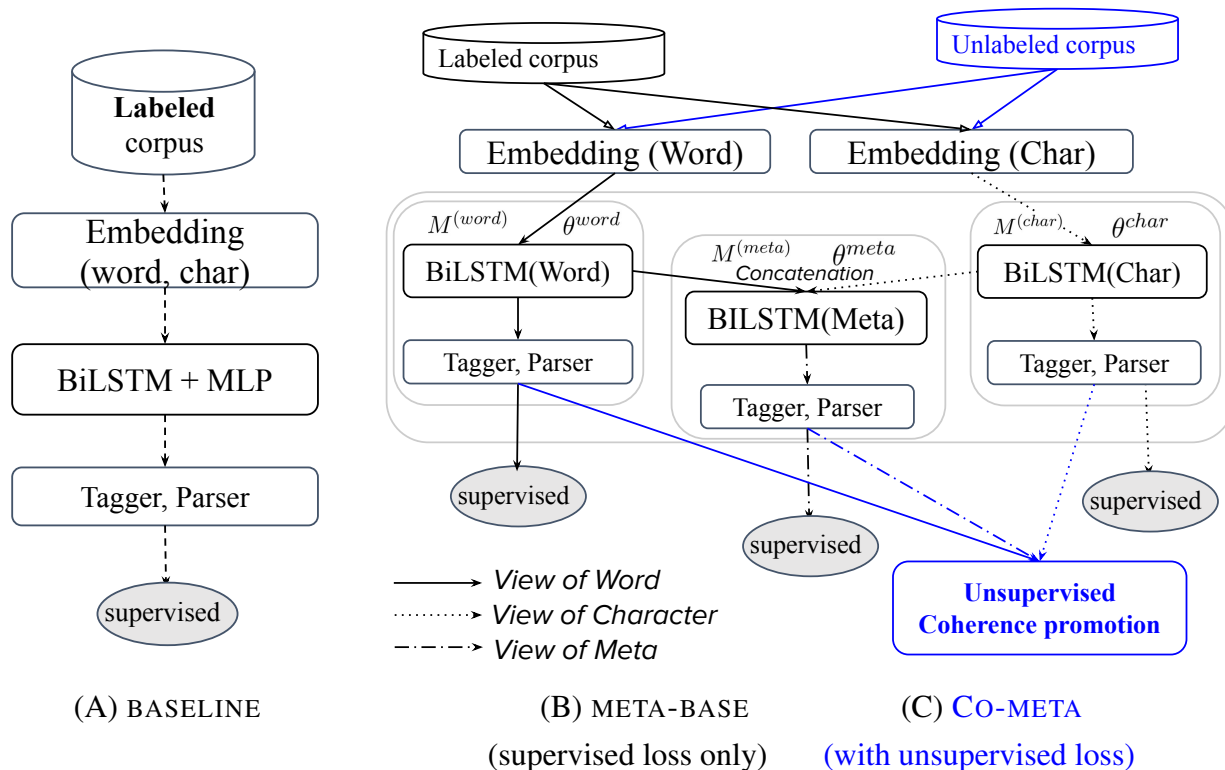 Labeled
corpus
Embedding
(word, char)
BiLSTM + MLP
Tagger, Parser
supervised
Labeled corpus
Unlabeled corpus
Embedding (Word)
Embedding (Char)
M^{(word)} θ^{word}
BiLSTM(Word)
Tagger, Parser
supervised
M^{(meta)} θ^{meta}
Concatenation
BILSTM(Meta)
Tagger, Parser
supervised
M^{(char)} θ^{char}
BiLSTM(Char)
Tagger, Parser
supervised
Unsupervised
Coherence promotion
View of Word
View of Character
View of Meta
(A) BASELINE
(B) META-BASE
(supervised loss only)
(C) CO-META
(with unsupervised loss)